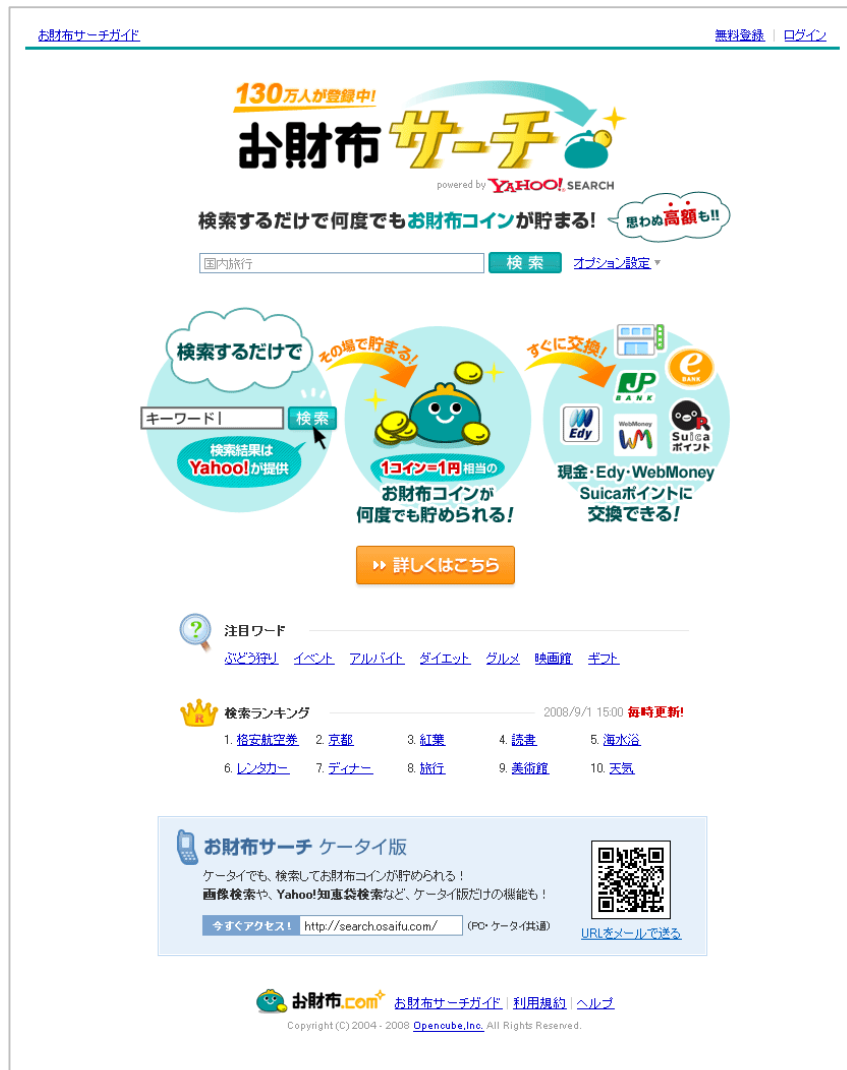 お財布サーチガイド 無料登録 | ログイン
130万人が登録中!
お財布サーチ
powered by YAHOO! SEARCH
検索するだけで何度でもお財布コインが貯まる! 思わぬ高額も!!
国内旅行 検索 オプション設定▼
検索するだけで
キーワード| 検索
検索結果は
Yahoo!が提供
その場で貯まる!
1コイン=1円相当の
お財布コインが
何度でも貯められる!
すぐに交換!
e BANK
JP BANK
Edy
WebMoney
Suica
ポイント
現金・Edy・WebMoney
Suicaポイントに
交換できる!
詳しくはこちら
注目ワード
ぶどう狩り イベント アルバイト ダイエット グルメ 映画館 ギフト
検索ランキング 2008/9/1 15:00 毎時更新!
1. 格安航空券 2. 京都 3. 紅葉 4. 読書 5. 海水浴
6. レンタカー 7. ディナー 8. 旅行 9. 美術館 10. 天気
お財布サーチ ケータイ版
ケータイでも、検索してお財布コインが貯められる!
画像検索や、Yahoo!知恵袋検索など、ケータイ版だけの機能も!
今すぐアクセス! http://search.osaifu.com/ (PC・ケータイ共通)
URLをメールで送る
お財布.com お財布サーチガイド | 利用規約 | ヘルプ
Copyright (C) 2004 - 2008 Opencube,Inc. All Rights Reserved.